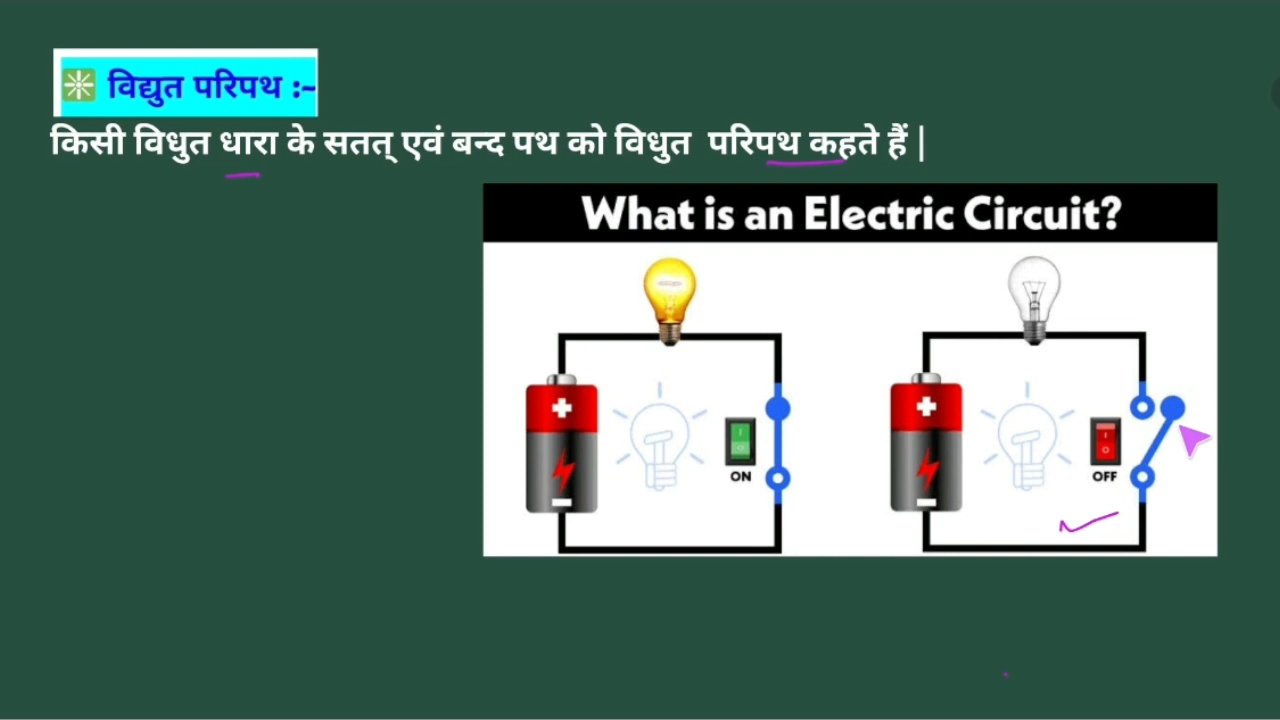 ✳️ विद्युत परिपथ :~
किसी विधुत धारा के सतत् एवं बन्द पथ को विधुत परिपथ कहते हैं |
What is an Electric Circuit?
ON
OFF